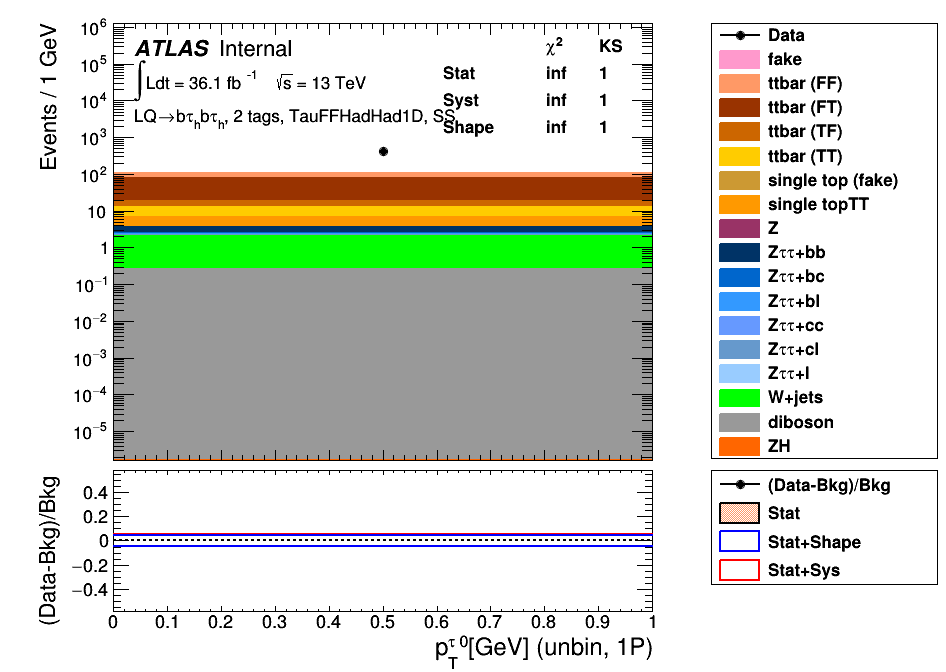 ATLAS Internal
∫Ldt = 36.1 fb⁻¹ √s = 13 TeV
LQ→bτₕbτₕ, 2 tags, TauFFHadHad1D, SS
χ² KS
Stat inf 1
Syst inf 1
Shape inf 1
Events / 1 GeV
10⁶
10⁵
10⁴
10³
10²
10
1
10⁻¹
10⁻²
10⁻³
10⁻⁴
10⁻⁵
Data
fake
ttbar (FF)
ttbar (FT)
ttbar (TF)
ttbar (TT)
single top (fake)
single topTT
Z
Zττ+bb
Zττ+bc
Zττ+bl
Zττ+cc
Zττ+cl
Zττ+l
W+jets
diboson
ZH
(Data-Bkg)/Bkg
0.4
0.2
0
−0.2
−0.4
0 0.1 0.2 0.3 0.4 0.5 0.6 0.7 0.8 0.9 1
p_T^τ0[GeV] (unbin, 1P)
(Data-Bkg)/Bkg
Stat
Stat+Shape
Stat+Sys